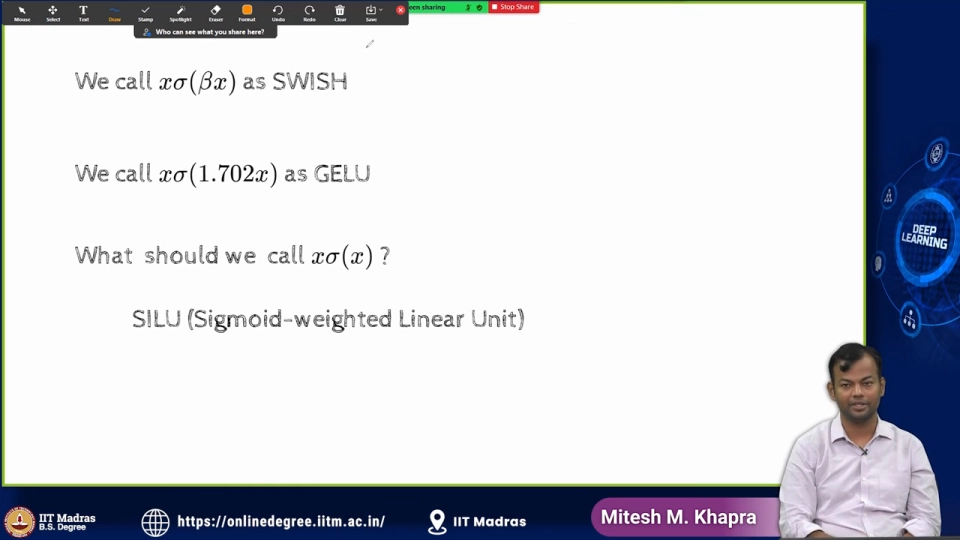 Mouse Select Text Draw Stamp Spotlight Eraser Format Undo Redo Clear Save
een sharing Stop Share
Who can see what you share here?
We call xσ(βx) as SWISH
We call xσ(1.702x) as GELU
What should we call xσ(x) ?
SILU (Sigmoid-weighted Linear Unit)
DEEP
LEARNING
IIT Madras
B.S. Degree
https://onlinedegree.iitm.ac.in/
IIT Madras
Mitesh M. Khapra